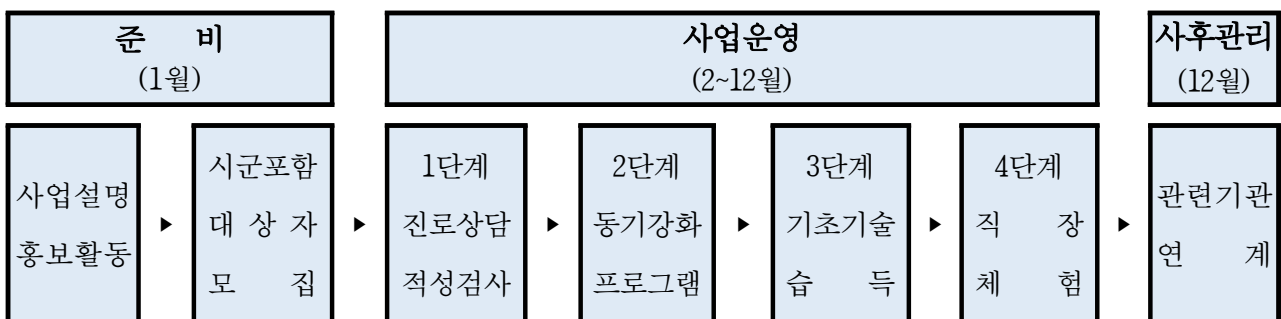 준 비
(1월)
사업운영
(2~12월)
사후관리
(12월)
사업설명
홍보활동
▶
시군포함
대 상 자
모 집
▶
1단계
진로상담
적성검사
▶
2단계
동기강화
프로그램
▶
3단계
기초기술
습 득
▶
4단계
직 장
체 험
▶
관련기관
연 계